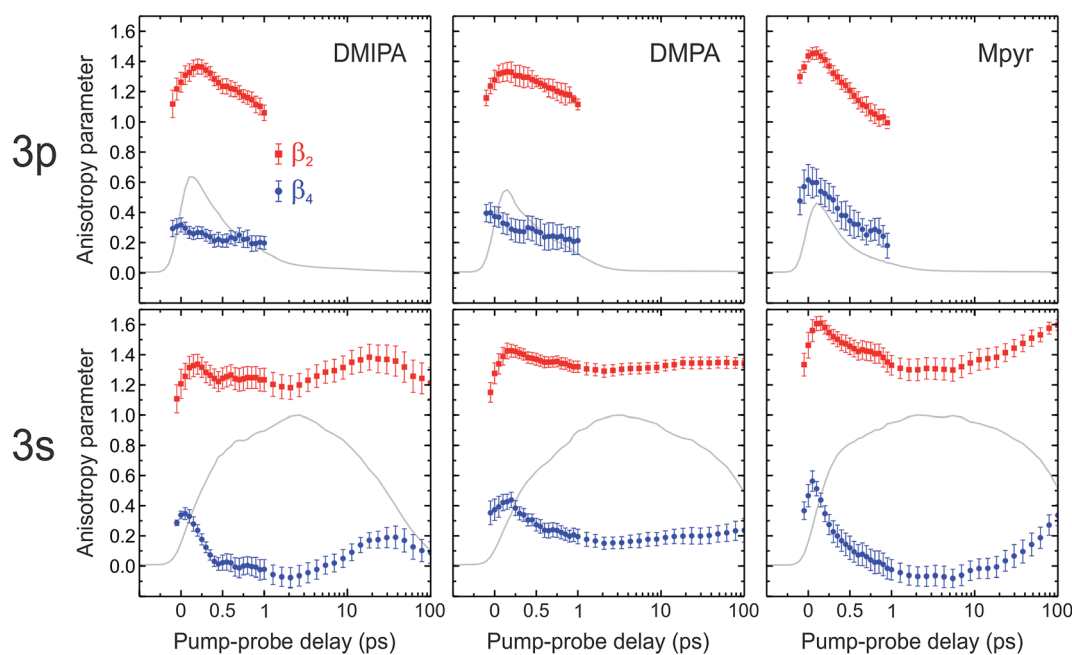 DMIPA DMPA Mpyr
3p
Anisotropy parameter
1.6
1.4
1.2
1.0
0.8
0.6
0.4
0.2
0.0
β₂
β₄
3s
Anisotropy parameter
1.6
1.4
1.2
1.0
0.8
0.6
0.4
0.2
0.0
0 0.5 1 10 100 0 0.5 1 10 100 0 0.5 1 10 100
Pump-probe delay (ps) Pump-probe delay (ps) Pump-probe delay (ps)